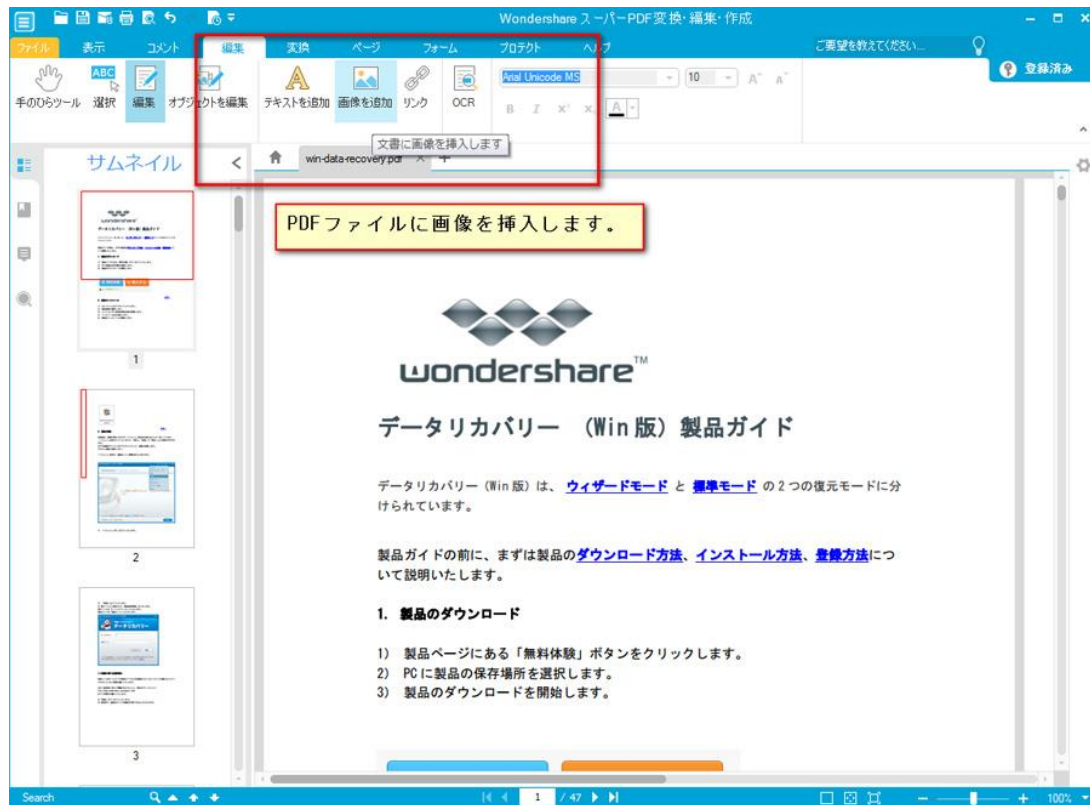 Wondershare スーパーPDF変換・編集・作成
ファイル 表示 コメント 編集 変換 ページ フォーム プロテクト ヘルプ ご要望を教えてください...
登録済み
ABC
手のひらツール 選択 編集 オブジェクトを編集 テキストを追加 画像を追加 リンク OCR
Arial Unicode MS 10
文書に画像を挿入します
サムネイル
win-data-recovery.pdf
PDFファイルに画像を挿入します。
wondershare™
データリカバリー (Win版)製品ガイド
データリカバリー(Win版)は、 ウィザードモード と 標準モード の2つの復元モードに分
けられています。
製品ガイドの前に、まずは製品のダウンロード方法、インストール方法、登録方法につ
いて説明いたします。
1. 製品のダウンロード
1) 製品ページにある「無料体験」ボタンをクリックします。
2) PCに製品の保存場所を選択します。
3) 製品のダウンロードを開始します。
1
2
3
Search 1 / 47 100%